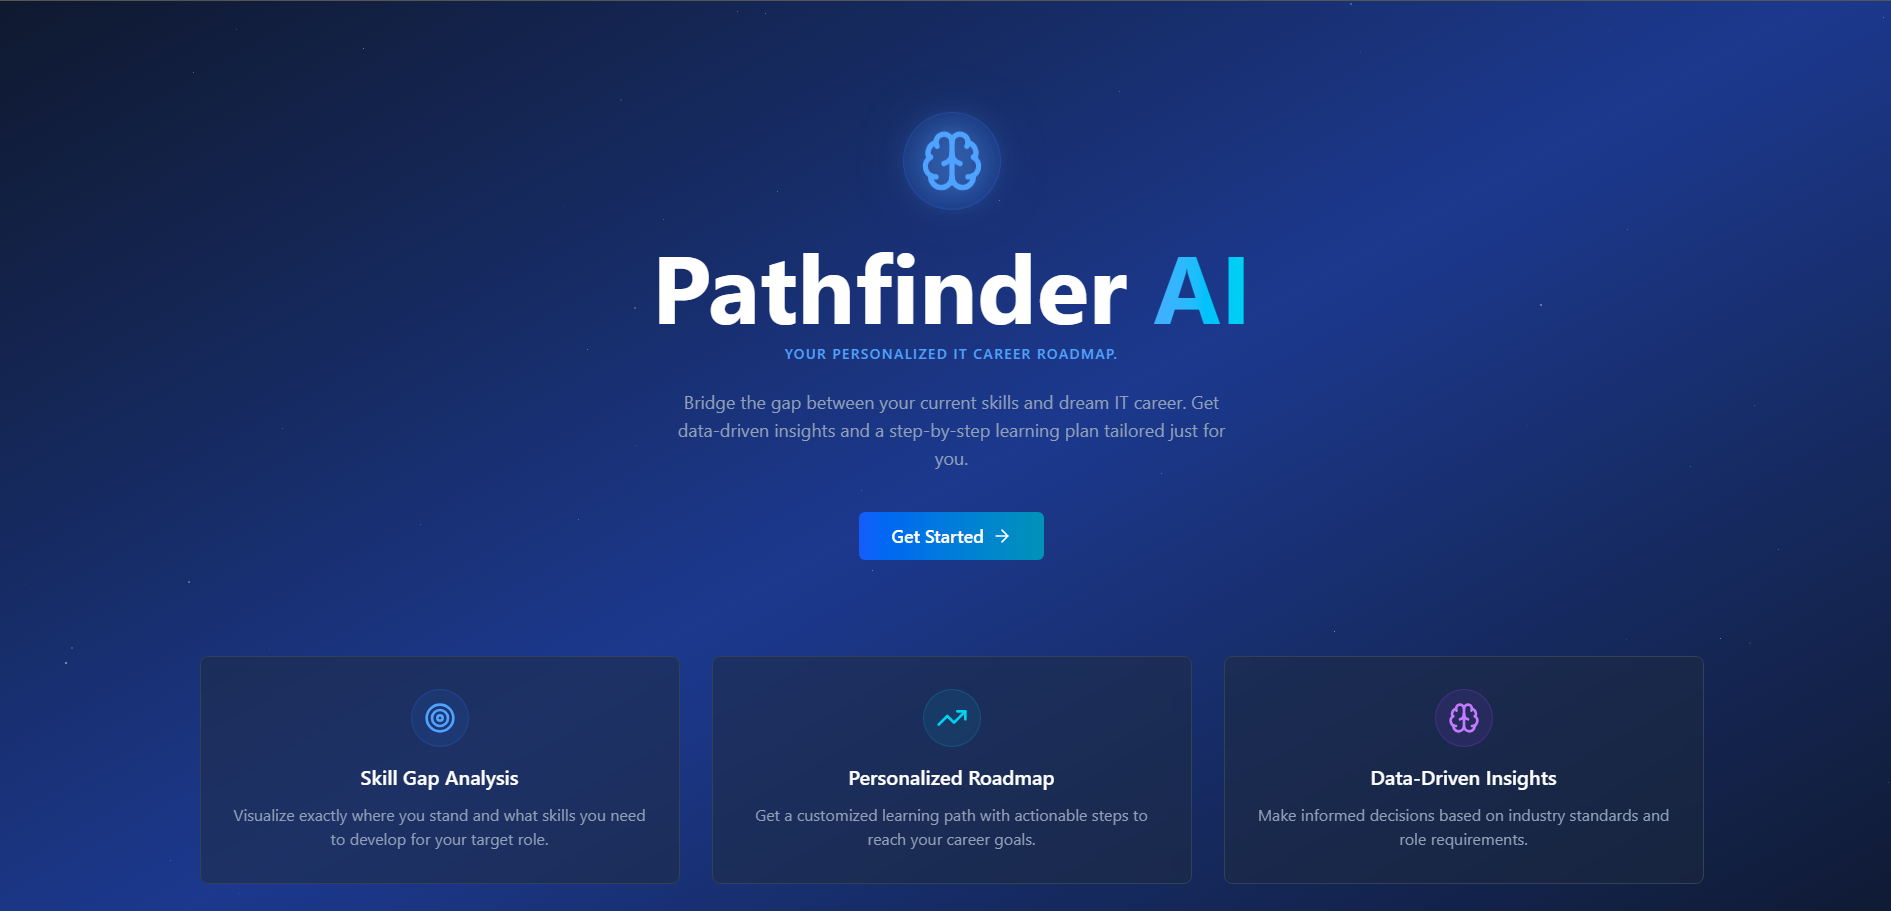 Pathfinder AI
YOUR PERSONALIZED IT CAREER ROADMAP.
Bridge the gap between your current skills and dream IT career. Get
data-driven insights and a step-by-step learning plan tailored just for
you.
Get Started
Skill Gap Analysis
Visualize exactly where you stand and what skills you need
to develop for your target role.
Personalized Roadmap
Get a customized learning path with actionable steps to
reach your career goals.
Data-Driven Insights
Make informed decisions based on industry standards and
role requirements.